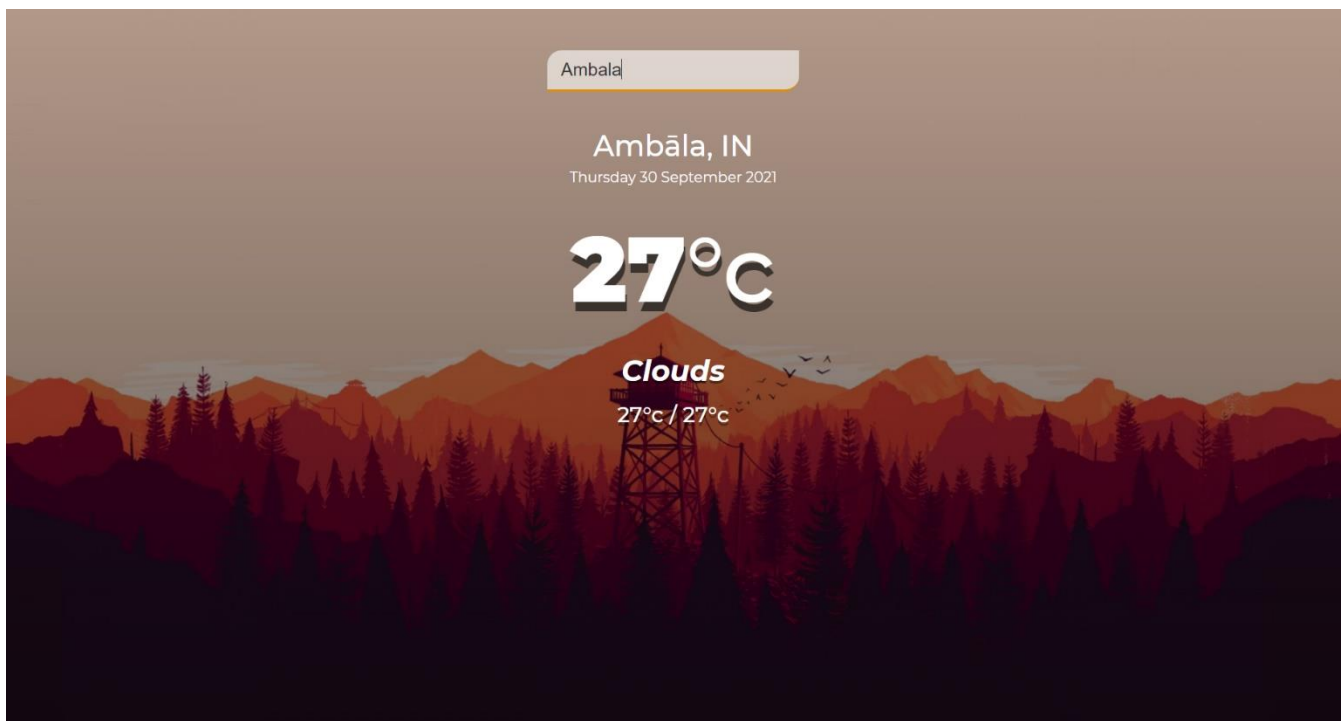 Ambala
Ambāla, IN
Thursday 30 September 2021
27°c
Clouds
27°c / 27°c